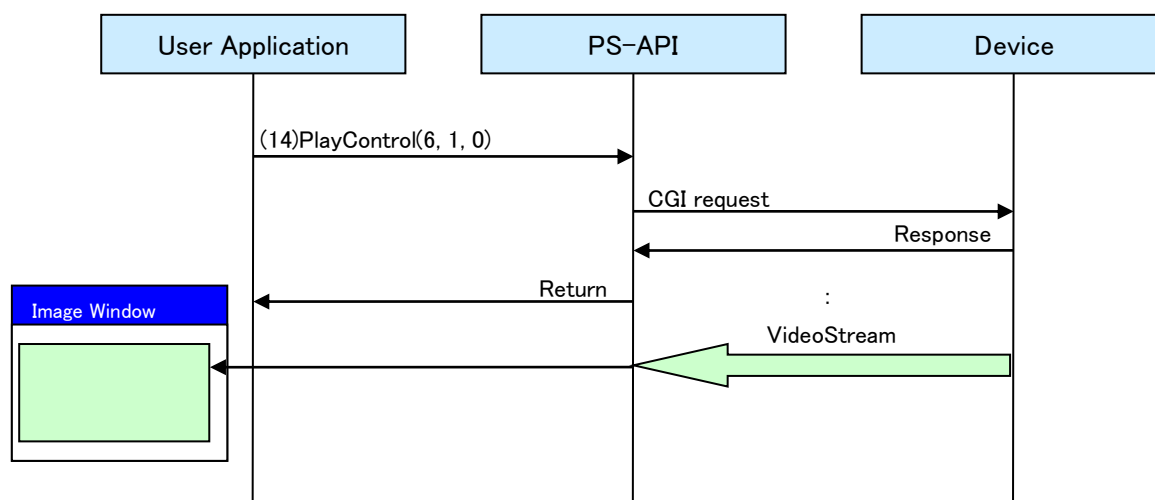 User Application
PS-API
Device
(14)PlayControl(6, 1, 0)
CGI request
Response
Return
:
Image Window
VideoStream